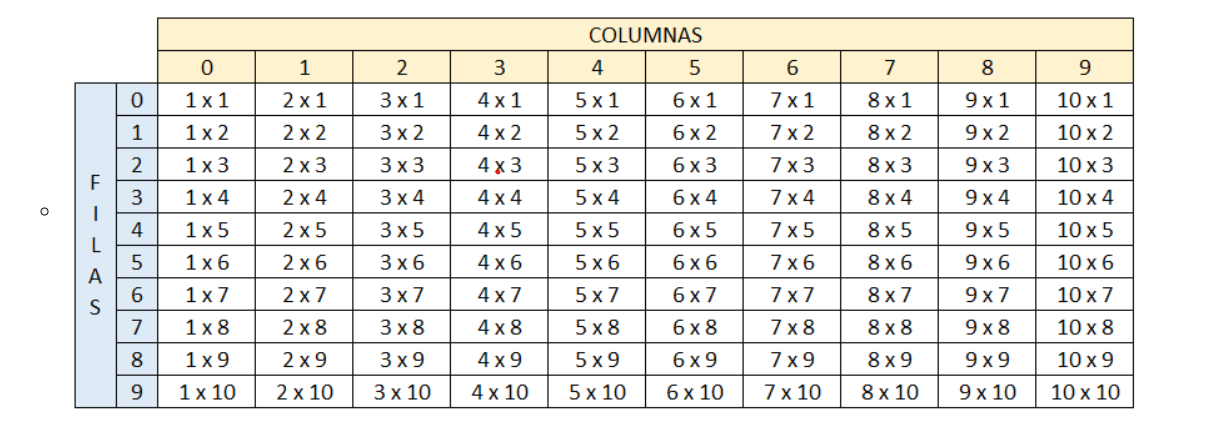 COLUMNAS
0 1 2 3 4 5 6 7 8 9
FILAS
0 1 x 1 2 x 1 3 x 1 4 x 1 5 x 1 6 x 1 7 x 1 8 x 1 9 x 1 10 x 1
1 1 x 2 2 x 2 3 x 2 4 x 2 5 x 2 6 x 2 7 x 2 8 x 2 9 x 2 10 x 2
2 1 x 3 2 x 3 3 x 3 4 x 3 5 x 3 6 x 3 7 x 3 8 x 3 9 x 3 10 x 3
3 1 x 4 2 x 4 3 x 4 4 x 4 5 x 4 6 x 4 7 x 4 8 x 4 9 x 4 10 x 4
4 1 x 5 2 x 5 3 x 5 4 x 5 5 x 5 6 x 5 7 x 5 8 x 5 9 x 5 10 x 5
5 1 x 6 2 x 6 3 x 6 4 x 6 5 x 6 6 x 6 7 x 6 8 x 6 9 x 6 10 x 6
6 1 x 7 2 x 7 3 x 7 4 x 7 5 x 7 6 x 7 7 x 7 8 x 7 9 x 7 10 x 7
7 1 x 8 2 x 8 3 x 8 4 x 8 5 x 8 6 x 8 7 x 8 8 x 8 9 x 8 10 x 8
8 1 x 9 2 x 9 3 x 9 4 x 9 5 x 9 6 x 9 7 x 9 8 x 9 9 x 9 10 x 9
9 1 x 10 2 x 10 3 x 10 4 x 10 5 x 10 6 x 10 7 x 10 8 x 10 9 x 10 10 x 10